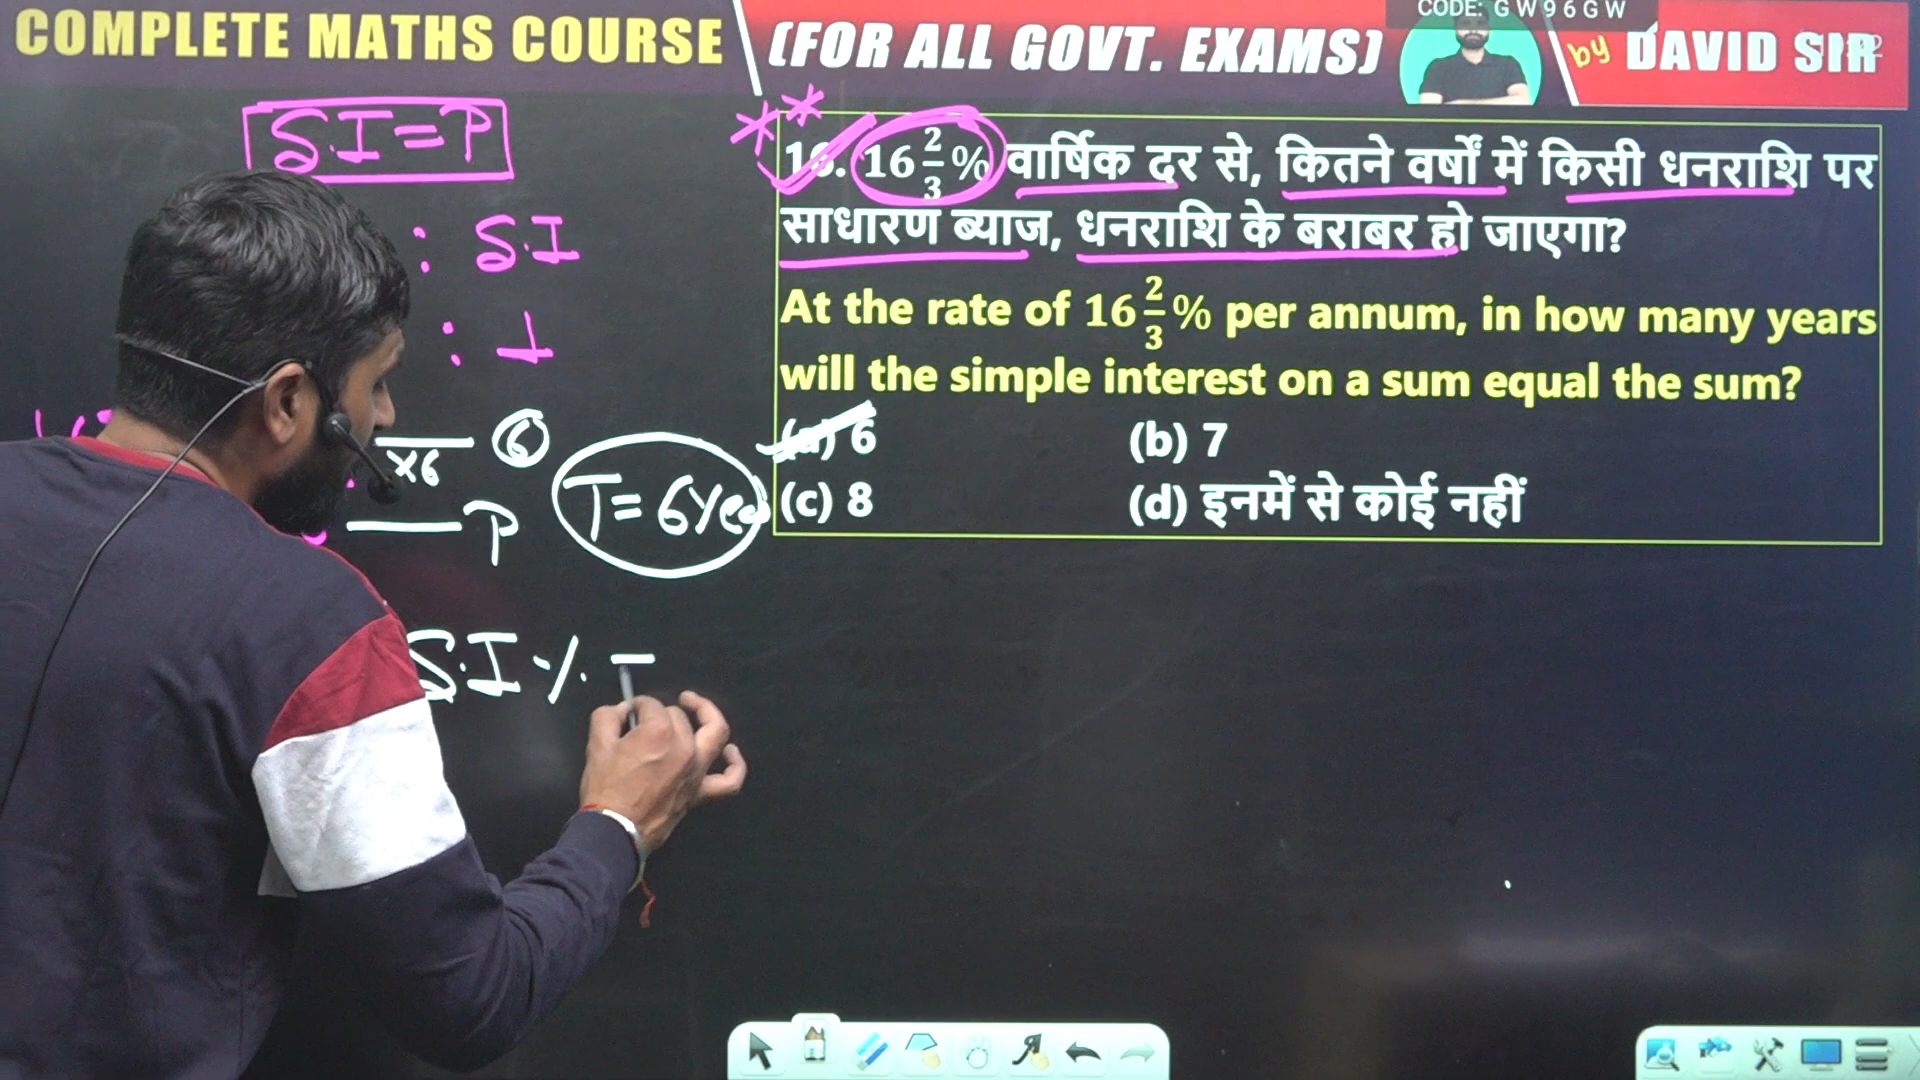 COMPLETE MATHS COURSE (FOR ALL GOVT. EXAMS) by DAVID SIR
CODE: GW96GW
S.I = P
: S.I
: 1
×6 6
P
T = 6 Yea
S.I %
16 2/3% वार्षिक दर से, कितने वर्षों में किसी धनराशि पर
साधारण ब्याज, धनराशि के बराबर हो जाएगा?
At the rate of 16 2/3% per annum, in how many years
will the simple interest on a sum equal the sum?
(a) 6 (b) 7
(c) 8 (d) इनमें से कोई नहीं